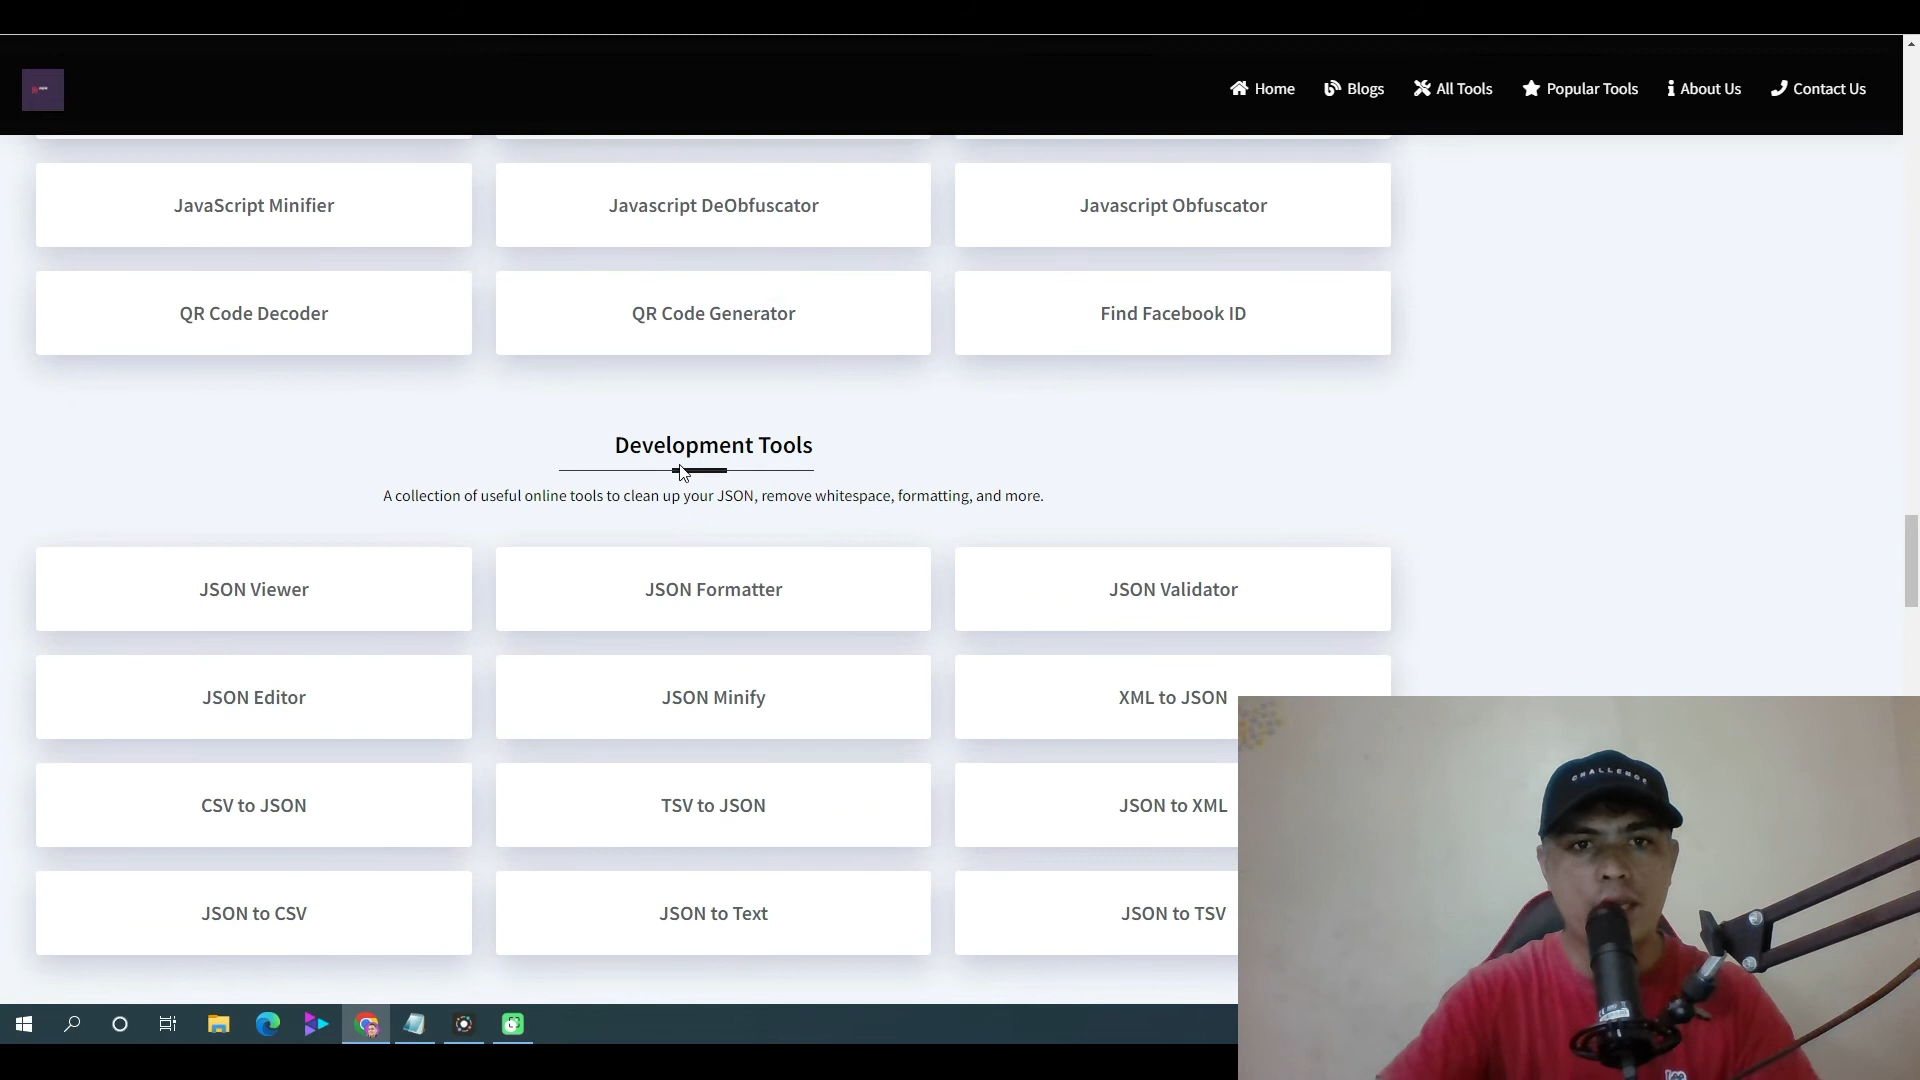 Home Blogs All Tools Popular Tools About Us Contact Us
JavaScript Minifier Javascript DeObfuscator Javascript Obfuscator
QR Code Decoder QR Code Generator Find Facebook ID
Development Tools
A collection of useful online tools to clean up your JSON, remove whitespace, formatting, and more.
JSON Viewer JSON Formatter JSON Validator
JSON Editor JSON Minify XML to JSON
CSV to JSON TSV to JSON JSON to XML
JSON to CSV JSON to Text JSON to TSV
CHALLENGE